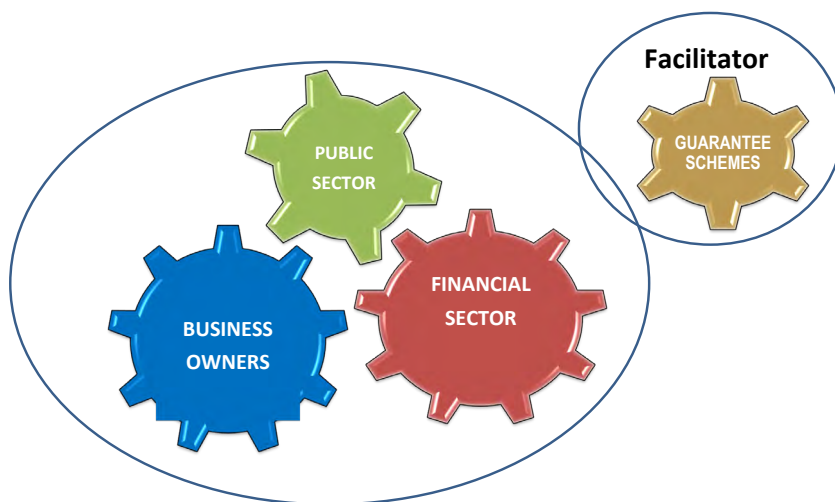 Facilitator
GUARANTEE
SCHEMES
PUBLIC
SECTOR
FINANCIAL
SECTOR
BUSINESS
OWNERS